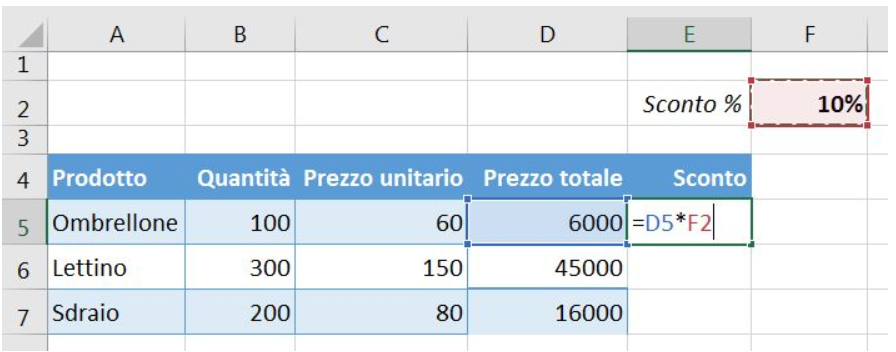 A B C D E F
1
2 Sconto % 10%
3
4 Prodotto Quantità Prezzo unitario Prezzo totale Sconto
5 Ombrellone 100 60 6000 =D5*F2
6 Lettino 300 150 45000
7 Sdraio 200 80 16000